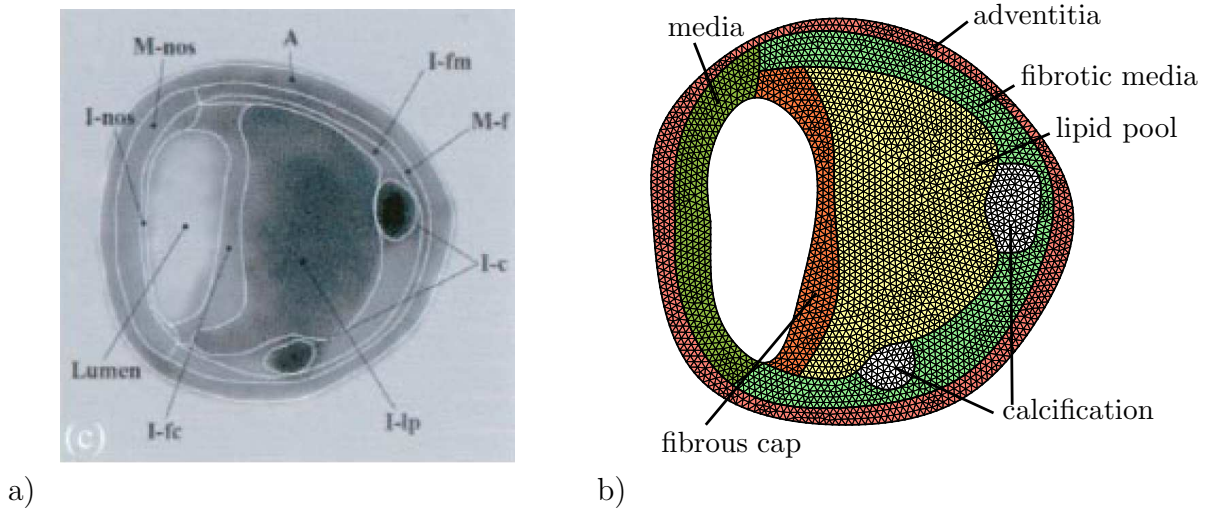 A
M-nos
I-fm
I-nos
M-f
I-c
Lumen
I-fc
I-lp
(c)
a)
media
adventitia
fibrotic media
lipid pool
calcification
fibrous cap
b)